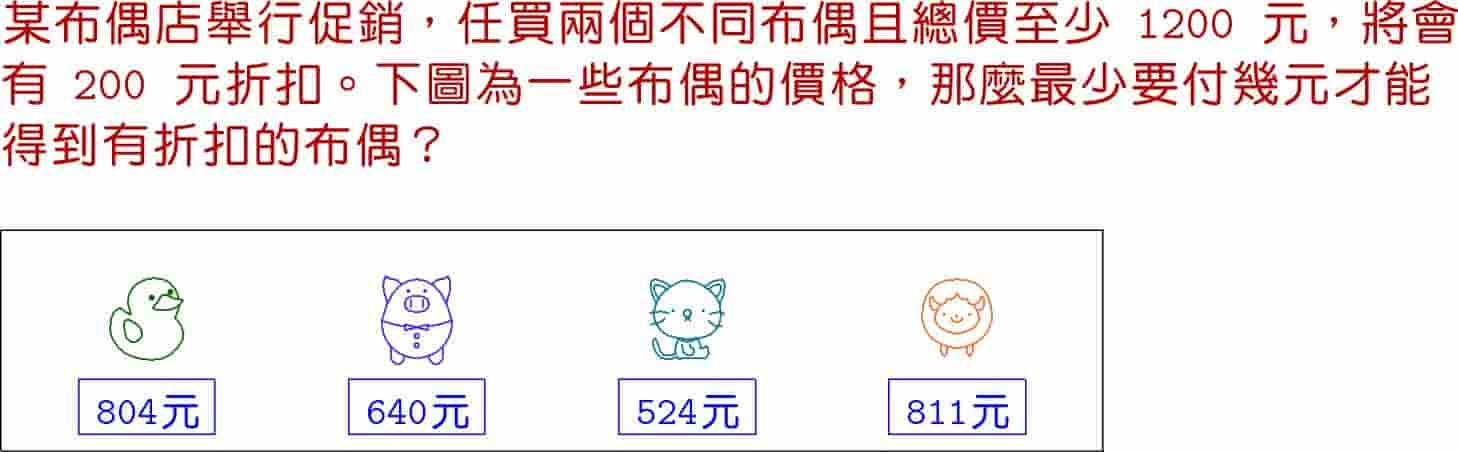 某布偶店舉行促銷，任買兩個不同布偶且總價至少 1200 元，將會
有 200 元折扣。下圖為一些布偶的價格，那麼最少要付幾元才能
得到有折扣的布偶？
804元 640元 524元 811元